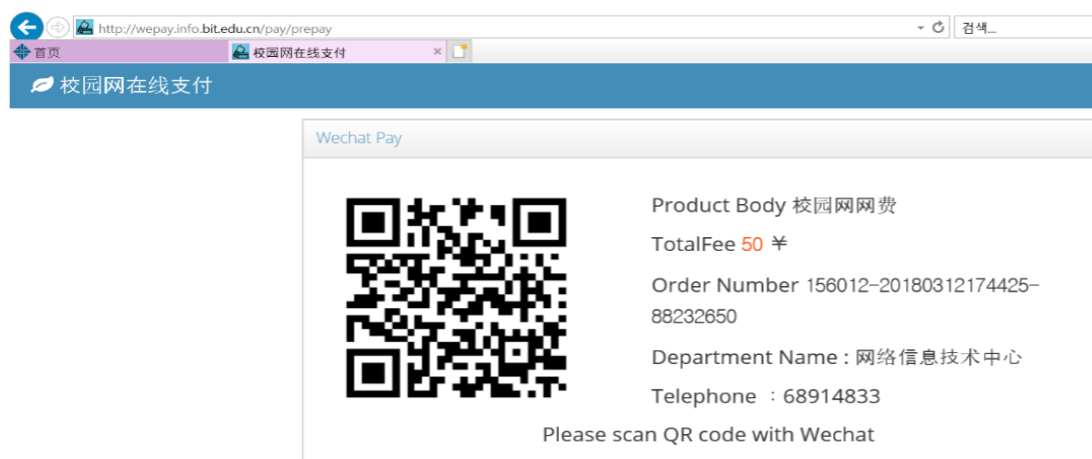 http://wepay.info.bit.edu.cn/pay/prepay
검색...
首页
校园网在线支付
校园网在线支付
Wechat Pay
Product Body 校园网网费
TotalFee 50 ¥
Order Number 156012-20180312174425-
88232650
Department Name : 网络信息技术中心
Telephone ：68914833
Please scan QR code with Wechat